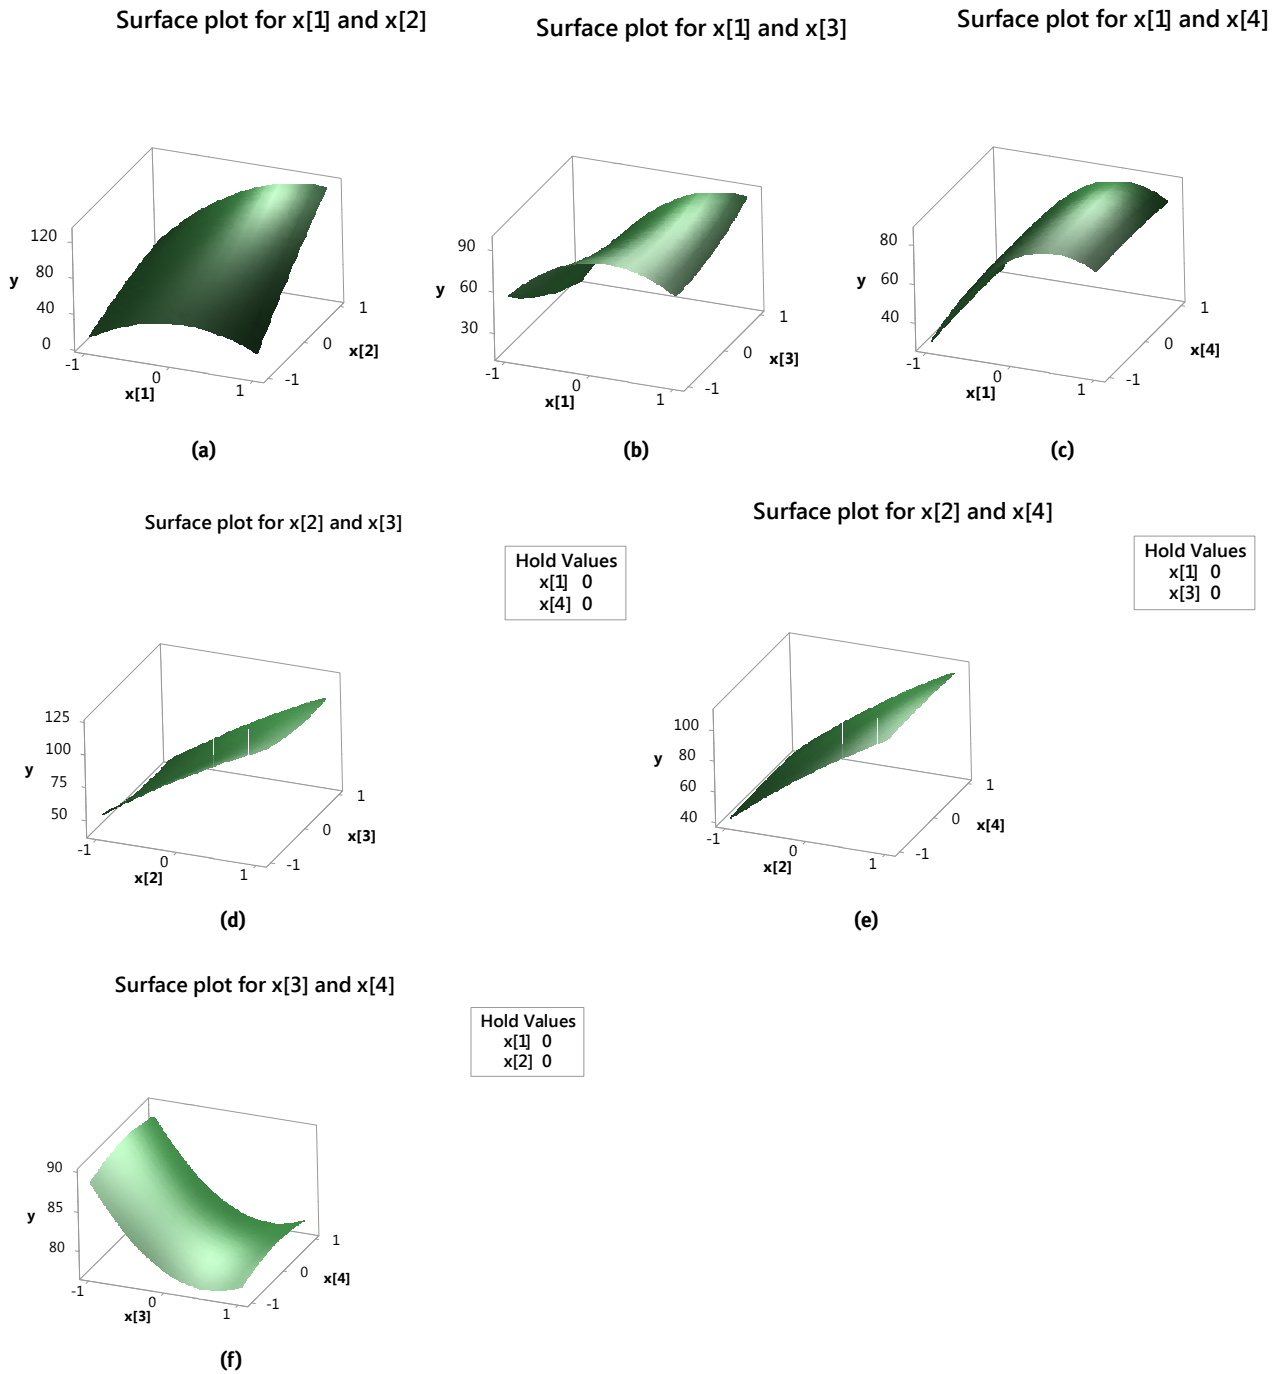 Surface plot for x[1] and x[2]
120
80
40
0
y
-1
0
1
x[1]
-1
0
1
x[2]
(a)
Surface plot for x[1] and x[3]
90
60
30
y
-1
0
1
x[1]
-1
0
1
x[3]
(b)
Surface plot for x[1] and x[4]
80
60
40
y
-1
0
1
x[1]
-1
0
1
x[4]
(c)
Surface plot for x[2] and x[3]
Hold Values
x[1] 0
x[4] 0
125
100
75
50
y
-1
0
1
x[2]
-1
0
1
x[3]
(d)
Surface plot for x[2] and x[4]
Hold Values
x[1] 0
x[3] 0
100
80
60
40
y
-1
0
1
x[2]
-1
0
1
x[4]
(e)
Surface plot for x[3] and x[4]
Hold Values
x[1] 0
x[2] 0
90
85
80
y
-1
0
1
x[3]
-1
0
1
x[4]
(f)